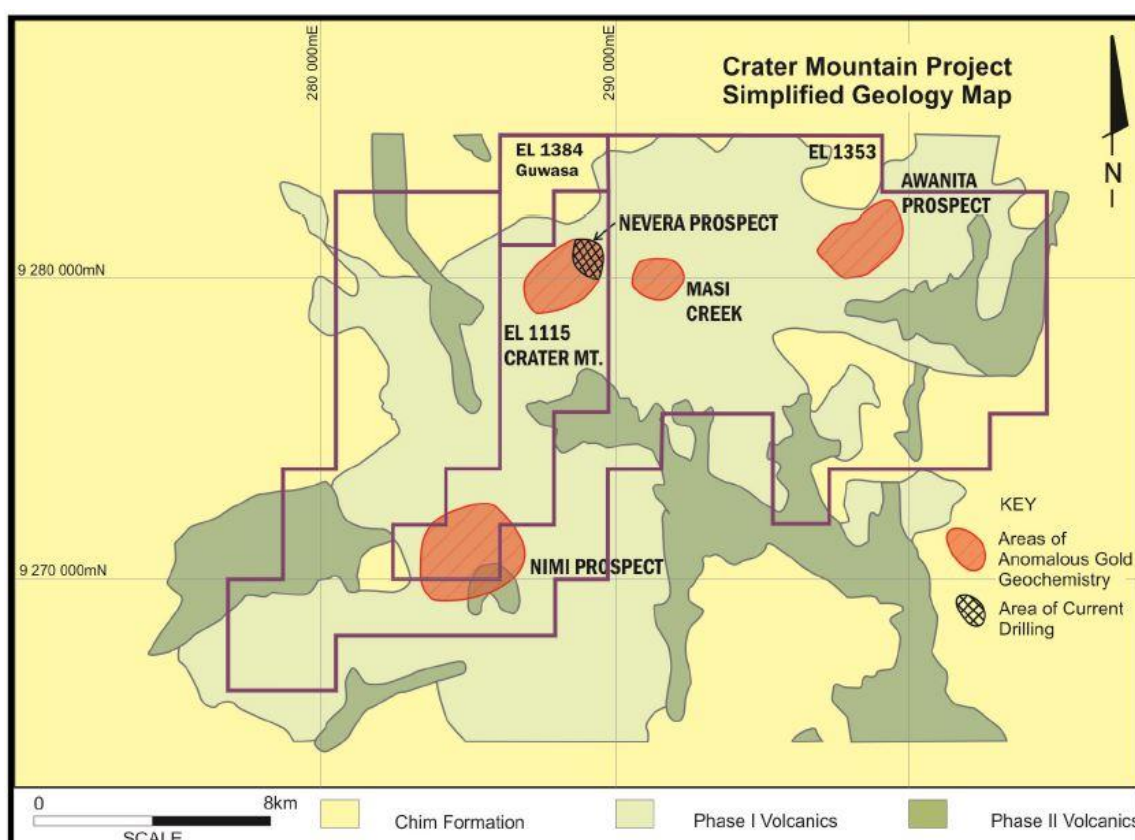 280 000mE
290 000mE
Crater Mountain Project
Simplified Geology Map
N
EL 1384
Guwasa
EL 1353
AWANITA
PROSPECT
NEVERA PROSPECT
9 280 000mN
MASI
CREEK
EL 1115
CRATER MT.
KEY
Areas of
Anomalous Gold
Geochemistry
NIMI PROSPECT
9 270 000mN
Area of Current
Drilling
0 8km
SCALE
Chim Formation
Phase I Volcanics
Phase II Volcanics